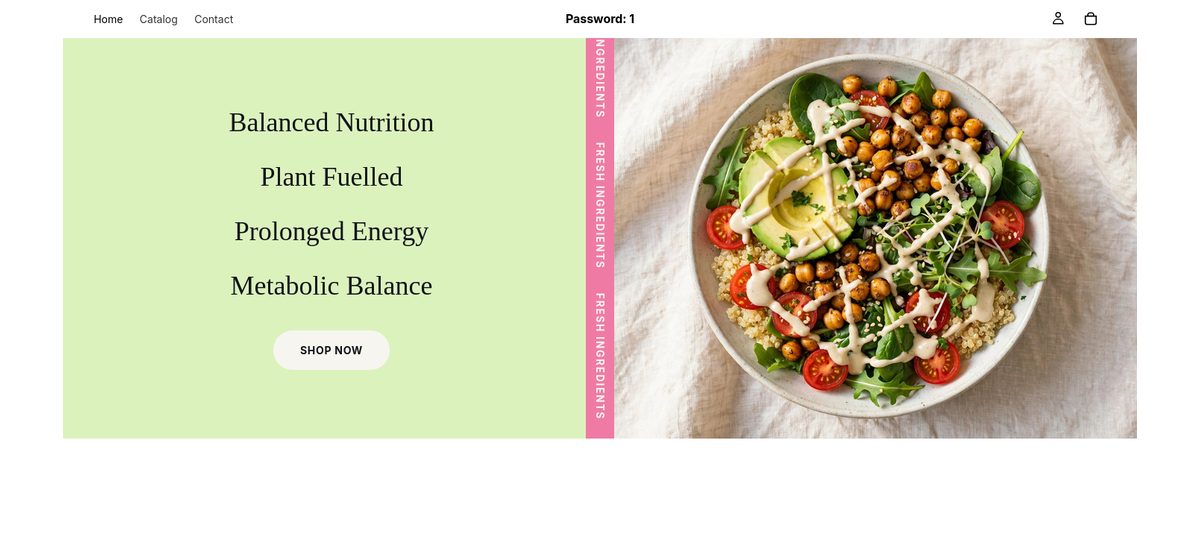 Home Catalog Contact
Password: 1
Balanced Nutrition
Plant Fuelled
Prolonged Energy
Metabolic Balance
SHOP NOW
NGREDIENTS
FRESH INGREDIENTS
FRESH INGREDIENTS